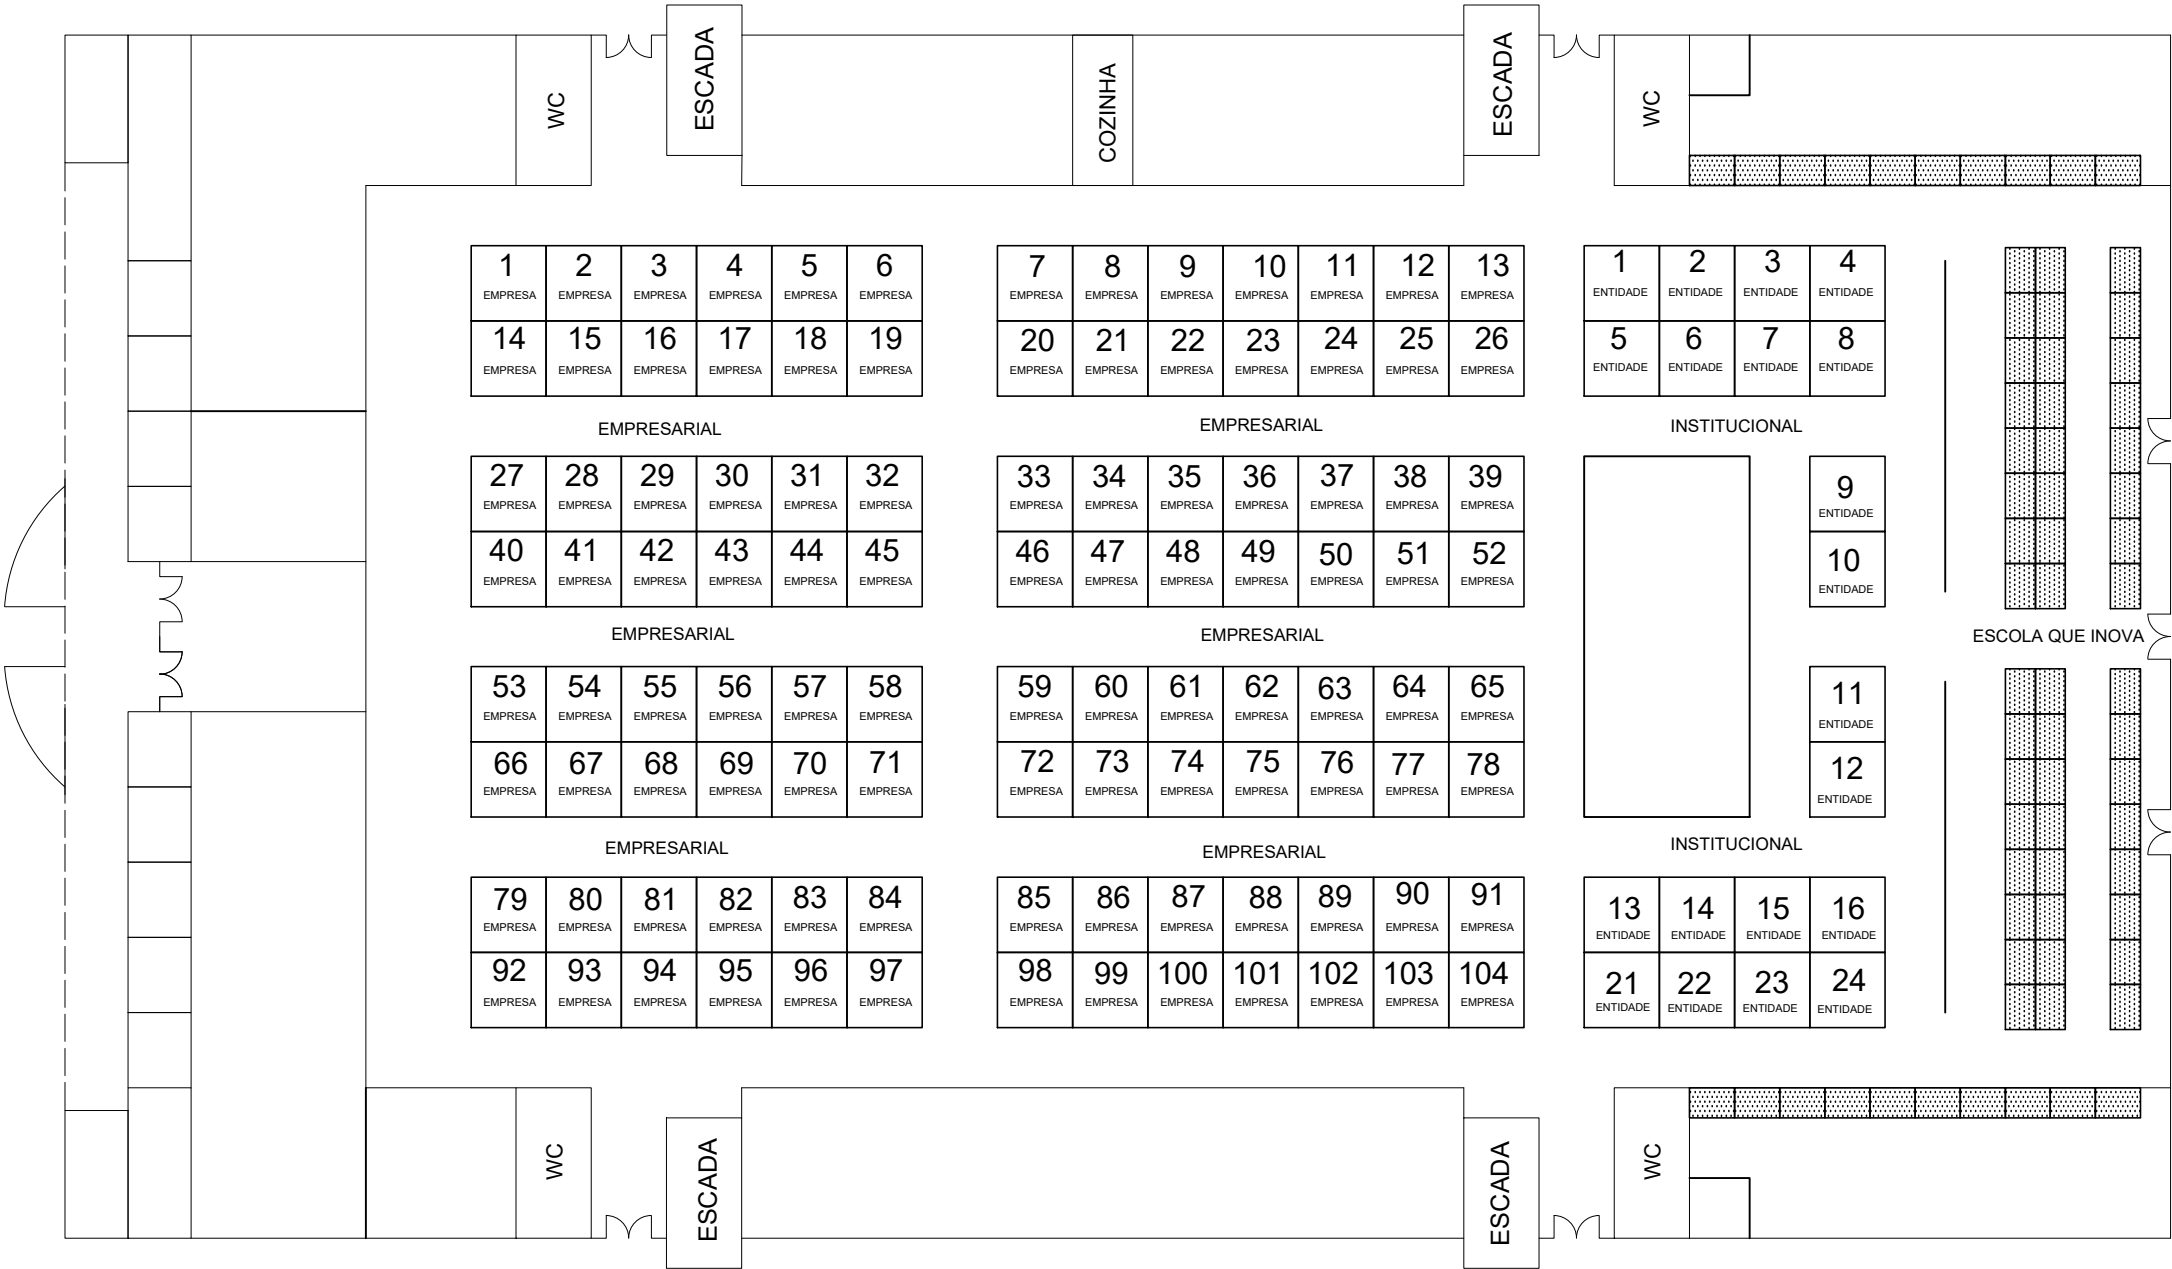 WC
ESCADA
COZINHA
ESCADA
WC
1 2 3 4 5 6
EMPRESA EMPRESA EMPRESA EMPRESA EMPRESA EMPRESA
14 15 16 17 18 19
EMPRESA EMPRESA EMPRESA EMPRESA EMPRESA EMPRESA
7 8 9 10 11 12 13
EMPRESA EMPRESA EMPRESA EMPRESA EMPRESA EMPRESA EMPRESA
20 21 22 23 24 25 26
EMPRESA EMPRESA EMPRESA EMPRESA EMPRESA EMPRESA EMPRESA
1 2 3 4
ENTIDADE ENTIDADE ENTIDADE ENTIDADE
5 6 7 8
ENTIDADE ENTIDADE ENTIDADE ENTIDADE
EMPRESARIAL
EMPRESARIAL
INSTITUCIONAL
27 28 29 30 31 32
EMPRESA EMPRESA EMPRESA EMPRESA EMPRESA EMPRESA
40 41 42 43 44 45
EMPRESA EMPRESA EMPRESA EMPRESA EMPRESA EMPRESA
33 34 35 36 37 38 39
EMPRESA EMPRESA EMPRESA EMPRESA EMPRESA EMPRESA EMPRESA
46 47 48 49 50 51 52
EMPRESA EMPRESA EMPRESA EMPRESA EMPRESA EMPRESA EMPRESA
9
ENTIDADE
10
ENTIDADE
EMPRESARIAL
EMPRESARIAL
ESCOLA QUE INOVA
53 54 55 56 57 58
EMPRESA EMPRESA EMPRESA EMPRESA EMPRESA EMPRESA
66 67 68 69 70 71
EMPRESA EMPRESA EMPRESA EMPRESA EMPRESA EMPRESA
59 60 61 62 63 64 65
EMPRESA EMPRESA EMPRESA EMPRESA EMPRESA EMPRESA EMPRESA
72 73 74 75 76 77 78
EMPRESA EMPRESA EMPRESA EMPRESA EMPRESA EMPRESA EMPRESA
11
ENTIDADE
12
ENTIDADE
EMPRESARIAL
EMPRESARIAL
INSTITUCIONAL
79 80 81 82 83 84
EMPRESA EMPRESA EMPRESA EMPRESA EMPRESA EMPRESA
92 93 94 95 96 97
EMPRESA EMPRESA EMPRESA EMPRESA EMPRESA EMPRESA
85 86 87 88 89 90 91
EMPRESA EMPRESA EMPRESA EMPRESA EMPRESA EMPRESA EMPRESA
98 99 100 101 102 103 104
EMPRESA EMPRESA EMPRESA EMPRESA EMPRESA EMPRESA EMPRESA
13 14 15 16
ENTIDADE ENTIDADE ENTIDADE ENTIDADE
21 22 23 24
ENTIDADE ENTIDADE ENTIDADE ENTIDADE
WC
ESCADA
ESCADA
WC